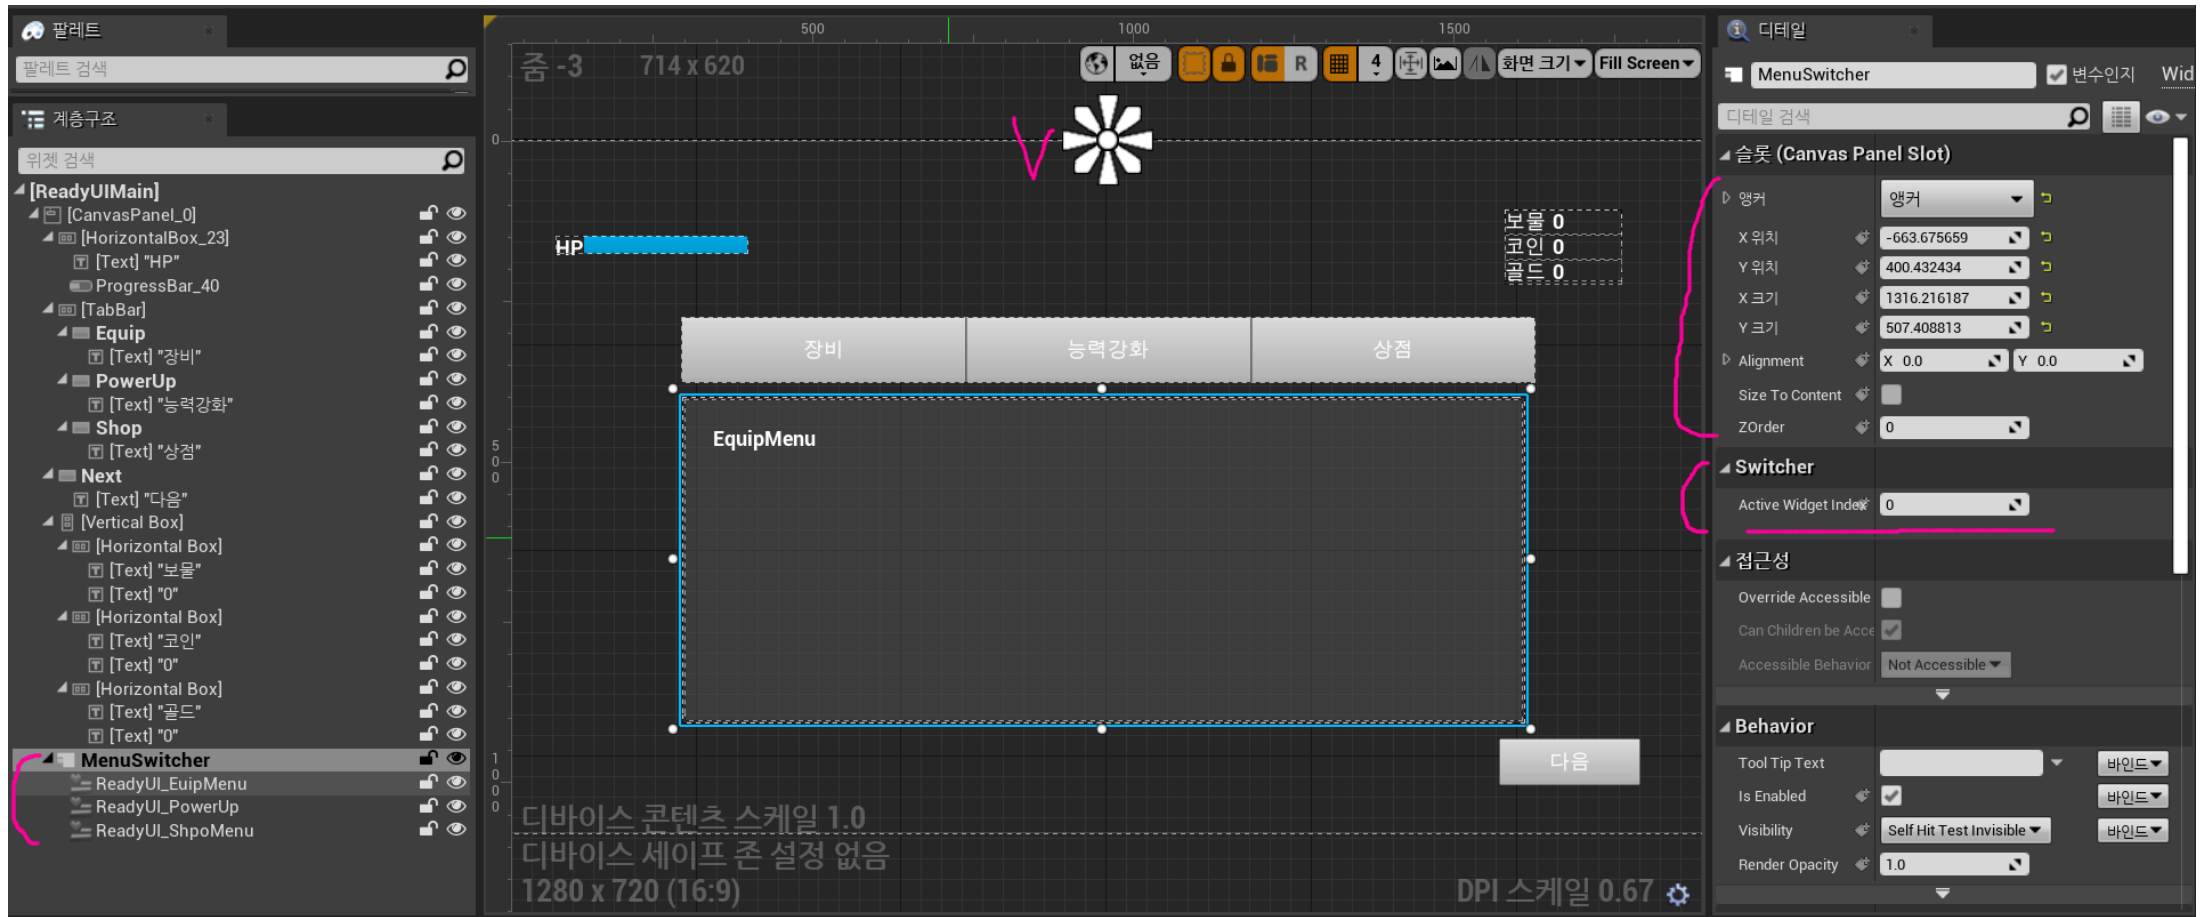 팔레트
팔레트 검색
계층구조
위젯 검색
[ReadyUIMain]
[CanvasPanel_0]
[HorizontalBox_23]
[Text] "HP"
ProgressBar_40
[TabBar]
Equip
[Text] "장비"
PowerUp
[Text] "능력강화"
Shop
[Text] "상점"
Next
[Text] "다음"
[Vertical Box]
[Horizontal Box]
[Text] "보물"
[Text] "0"
[Horizontal Box]
[Text] "코인"
[Text] "0"
[Horizontal Box]
[Text] "골드"
[Text] "0"
MenuSwitcher
ReadyUI_EuipMenu
ReadyUI_PowerUp
ReadyUI_ShpoMenu
500 1000 1500
줌 -3 714 x 620
없음 R 4 화면 크기 Fill Screen
0
HP
보물 0
코인 0
골드 0
장비 능력강화 상점
EquipMenu
500
다음
1000
디바이스 콘텐츠 스케일 1.0
디바이스 세이프 존 설정 없음
1280 x 720 (16:9)
DPI 스케일 0.67
디테일
MenuSwitcher 변수인지 Wid
디테일 검색
슬롯 (Canvas Panel Slot)
앵커 앵커
X 위치 -663.675659
Y 위치 400.432434
X 크기 1316.216187
Y 크기 507.408813
Alignment X 0.0 Y 0.0
Size To Content
ZOrder 0
Switcher
Active Widget Index 0
접근성
Override Accessible
Can Children be Acce
Accessible Behavior Not Accessible
Behavior
Tool Tip Text 바인드
Is Enabled 바인드
Visibility Self Hit Test Invisible 바인드
Render Opacity 1.0